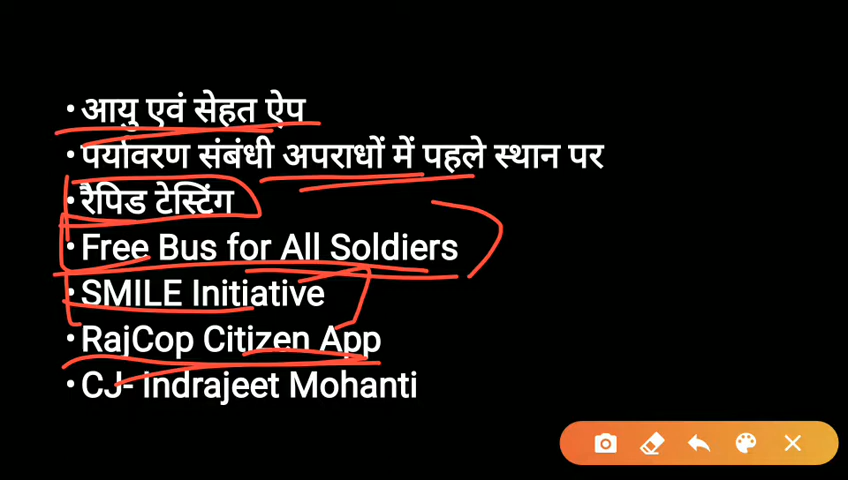 • आयु एवं सेहत ऐप
• पर्यावरण संबंधी अपराधों में पहले स्थान पर
• रैपिड टेस्टिंग
• Free Bus for All Soldiers
• SMILE Initiative
• RajCop Citizen App
• CJ- Indrajeet Mohanti